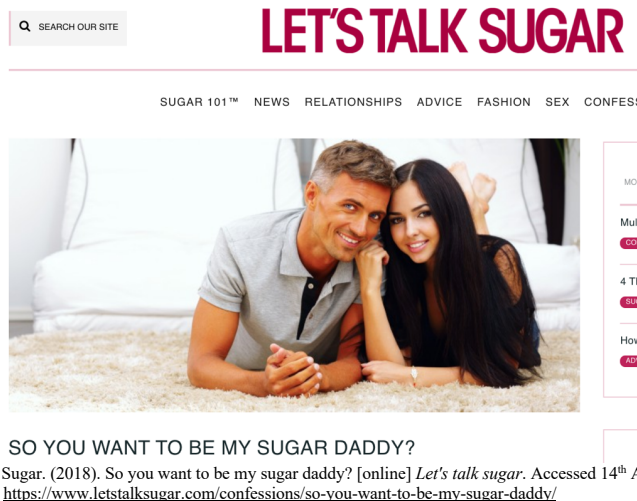 SEARCH OUR SITE
LET'S TALK SUGAR
SUGAR 101™ NEWS RELATIONSHIPS ADVICE FASHION SEX
SO YOU WANT TO BE MY SUGAR DADDY?
Sugar. (2018). So you want to be my sugar daddy? [online] Let's talk sugar. Accessed 14th
https://www.letstalksugar.com/confessions/so-you-want-to-be-my-sugar-daddy/